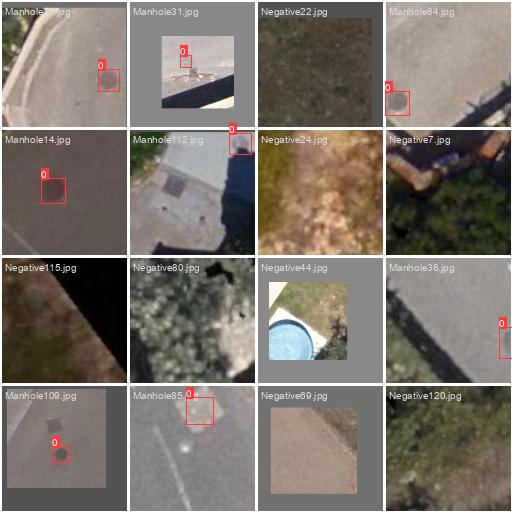 Manhole31.jpg
Negative22.jpg
Manhole84.jpg
0
0
0
Manhole14.jpg
Manhole112.jpg
Negative24.jpg
Negative7.jpg
0
0
Negative115.jpg
Negative80.jpg
Negative44.jpg
Manhole38.jpg
0
Manhole109.jpg
Manhole85.jpg
Negative69.jpg
Negative120.jpg
0
0